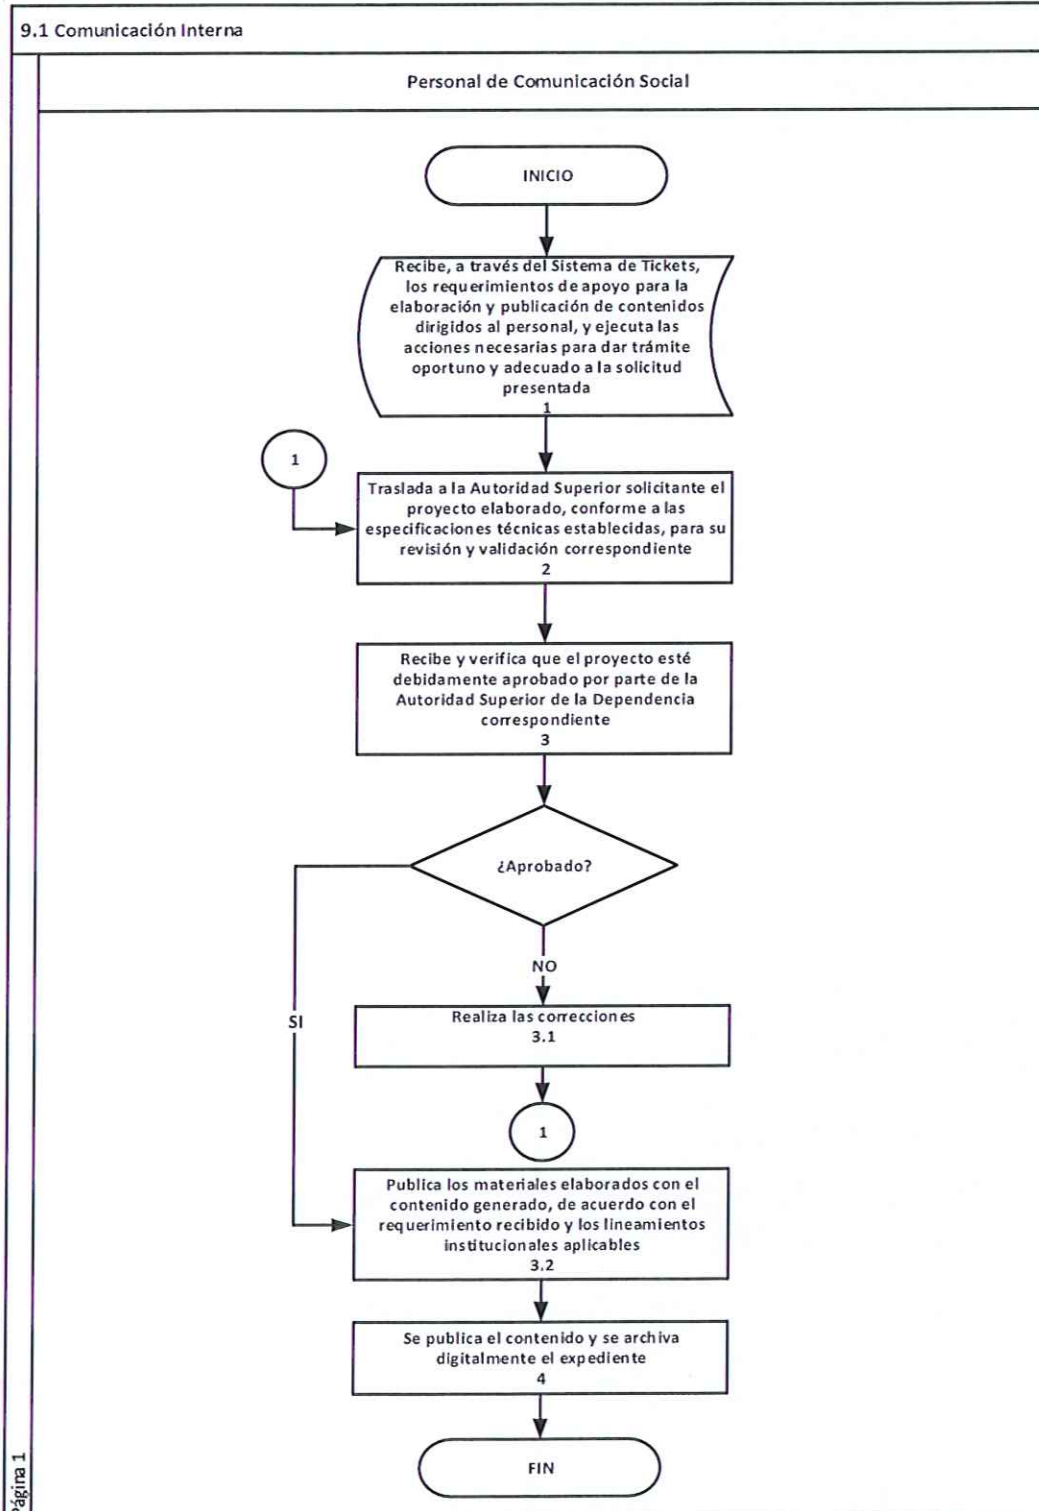 9.1 Comunicación Interna
Personal de Comunicación Social
INICIO
Recibe, a través del Sistema de Tickets,
los requerimientos de apoyo para la
elaboración y publicación de contenidos
dirigidos al personal, y ejecuta las
acciones necesarias para dar trámite
oportuno y adecuado a la solicitud
presentada
1
1
Traslada a la Autoridad Superior solicitante el
proyecto elaborado, conforme a las
especificaciones técnicas establecidas, para su
revisión y validación correspondiente
2
Recibe y verifica que el proyecto esté
debidamente aprobado por parte de la
Autoridad Superior de la Dependencia
correspondiente
3
¿Aprobado?
NO
SI
Realiza las correcciones
3.1
1
Publica los materiales elaborados con el
contenido generado, de acuerdo con el
requerimiento recibido y los lineamientos
institucionales aplicables
3.2
Se publica el contenido y se archiva
digitalmente el expediente
4
FIN
Página 1